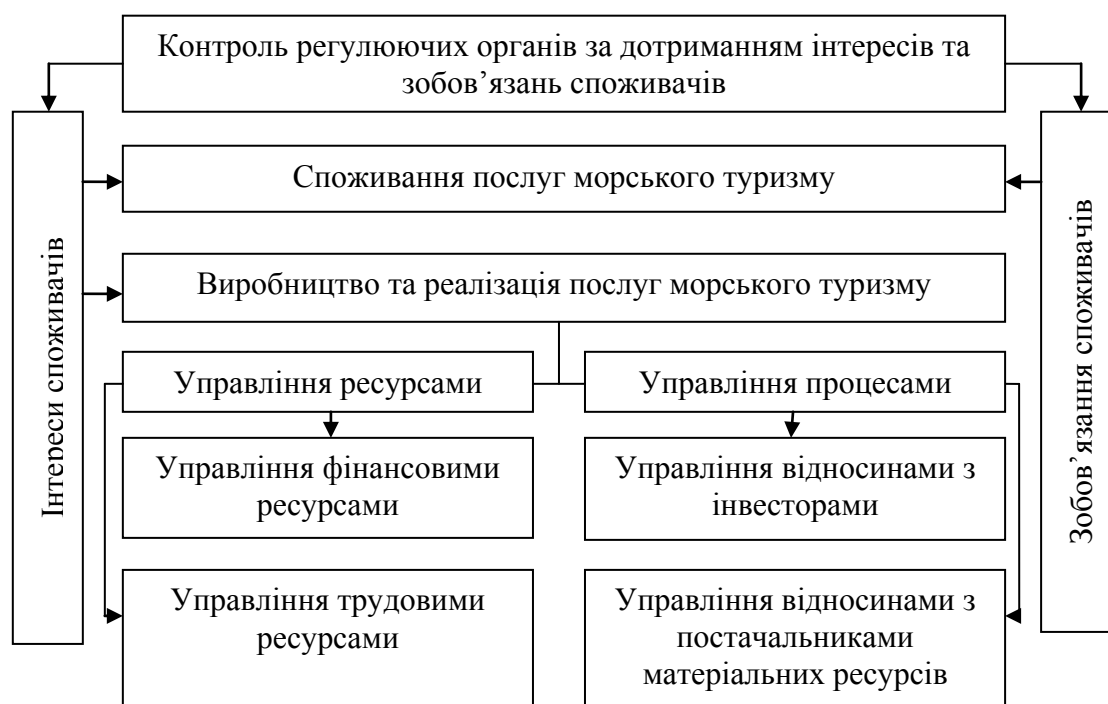 Контроль регулюючих органів за дотриманням інтересів та
зобов’язань споживачів
Інтереси споживачів
Споживання послуг морського туризму
Зобов’язання споживачів
Виробництво та реалізація послуг морського туризму
Управління ресурсами
Управління процесами
Управління фінансовими
ресурсами
Управління відносинами з
інвесторами
Управління трудовими
ресурсами
Управління відносинами з
постачальниками
матеріальних ресурсів